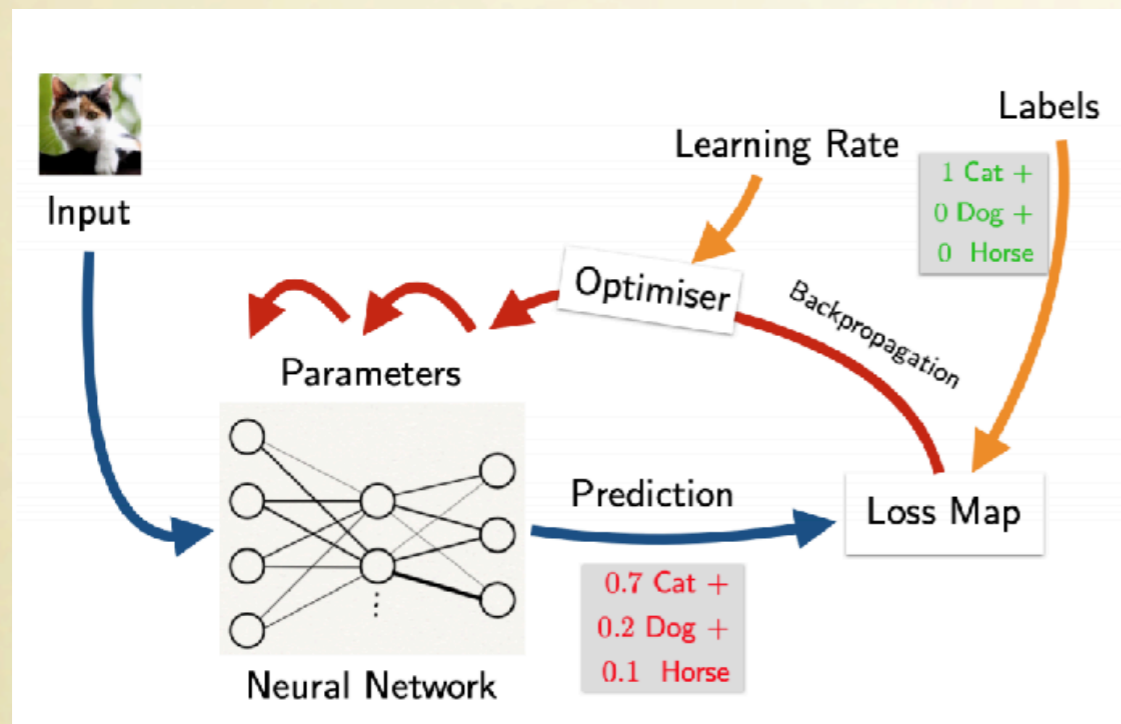 Labels
Learning Rate
1 Cat +
0 Dog +
0 Horse
Input
Optimiser
Backpropagation
Parameters
Prediction
Loss Map
0.7 Cat +
0.2 Dog +
0.1 Horse
Neural Network